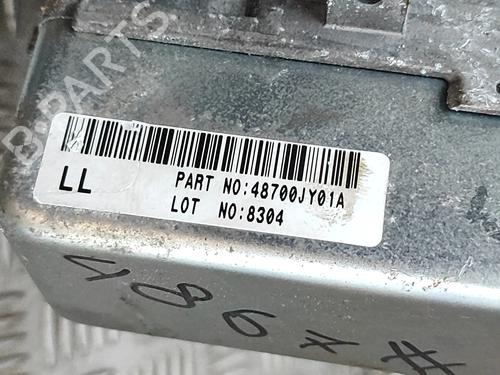 B-PARTS
LL
PART NO:48700JY01A
LOT NO:8304
4867#